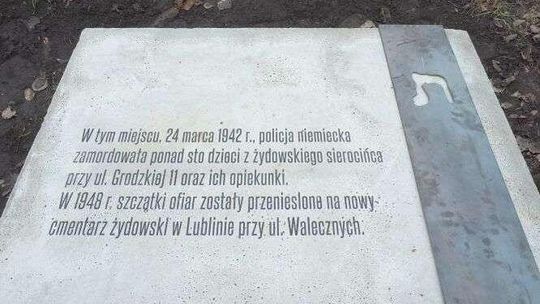 W tym miejscu, 24 marca 1942 r., policja niemiecka
zamordowała ponad sto dzieci z żydowskiego sierocińca
przy ul. Grodzkiej 11 oraz ich opiekunki.
W 1948 r. szczątki ofiar zostały przeniesione na nowy
cmentarz żydowski w Lublinie przy ul. Walecznych.